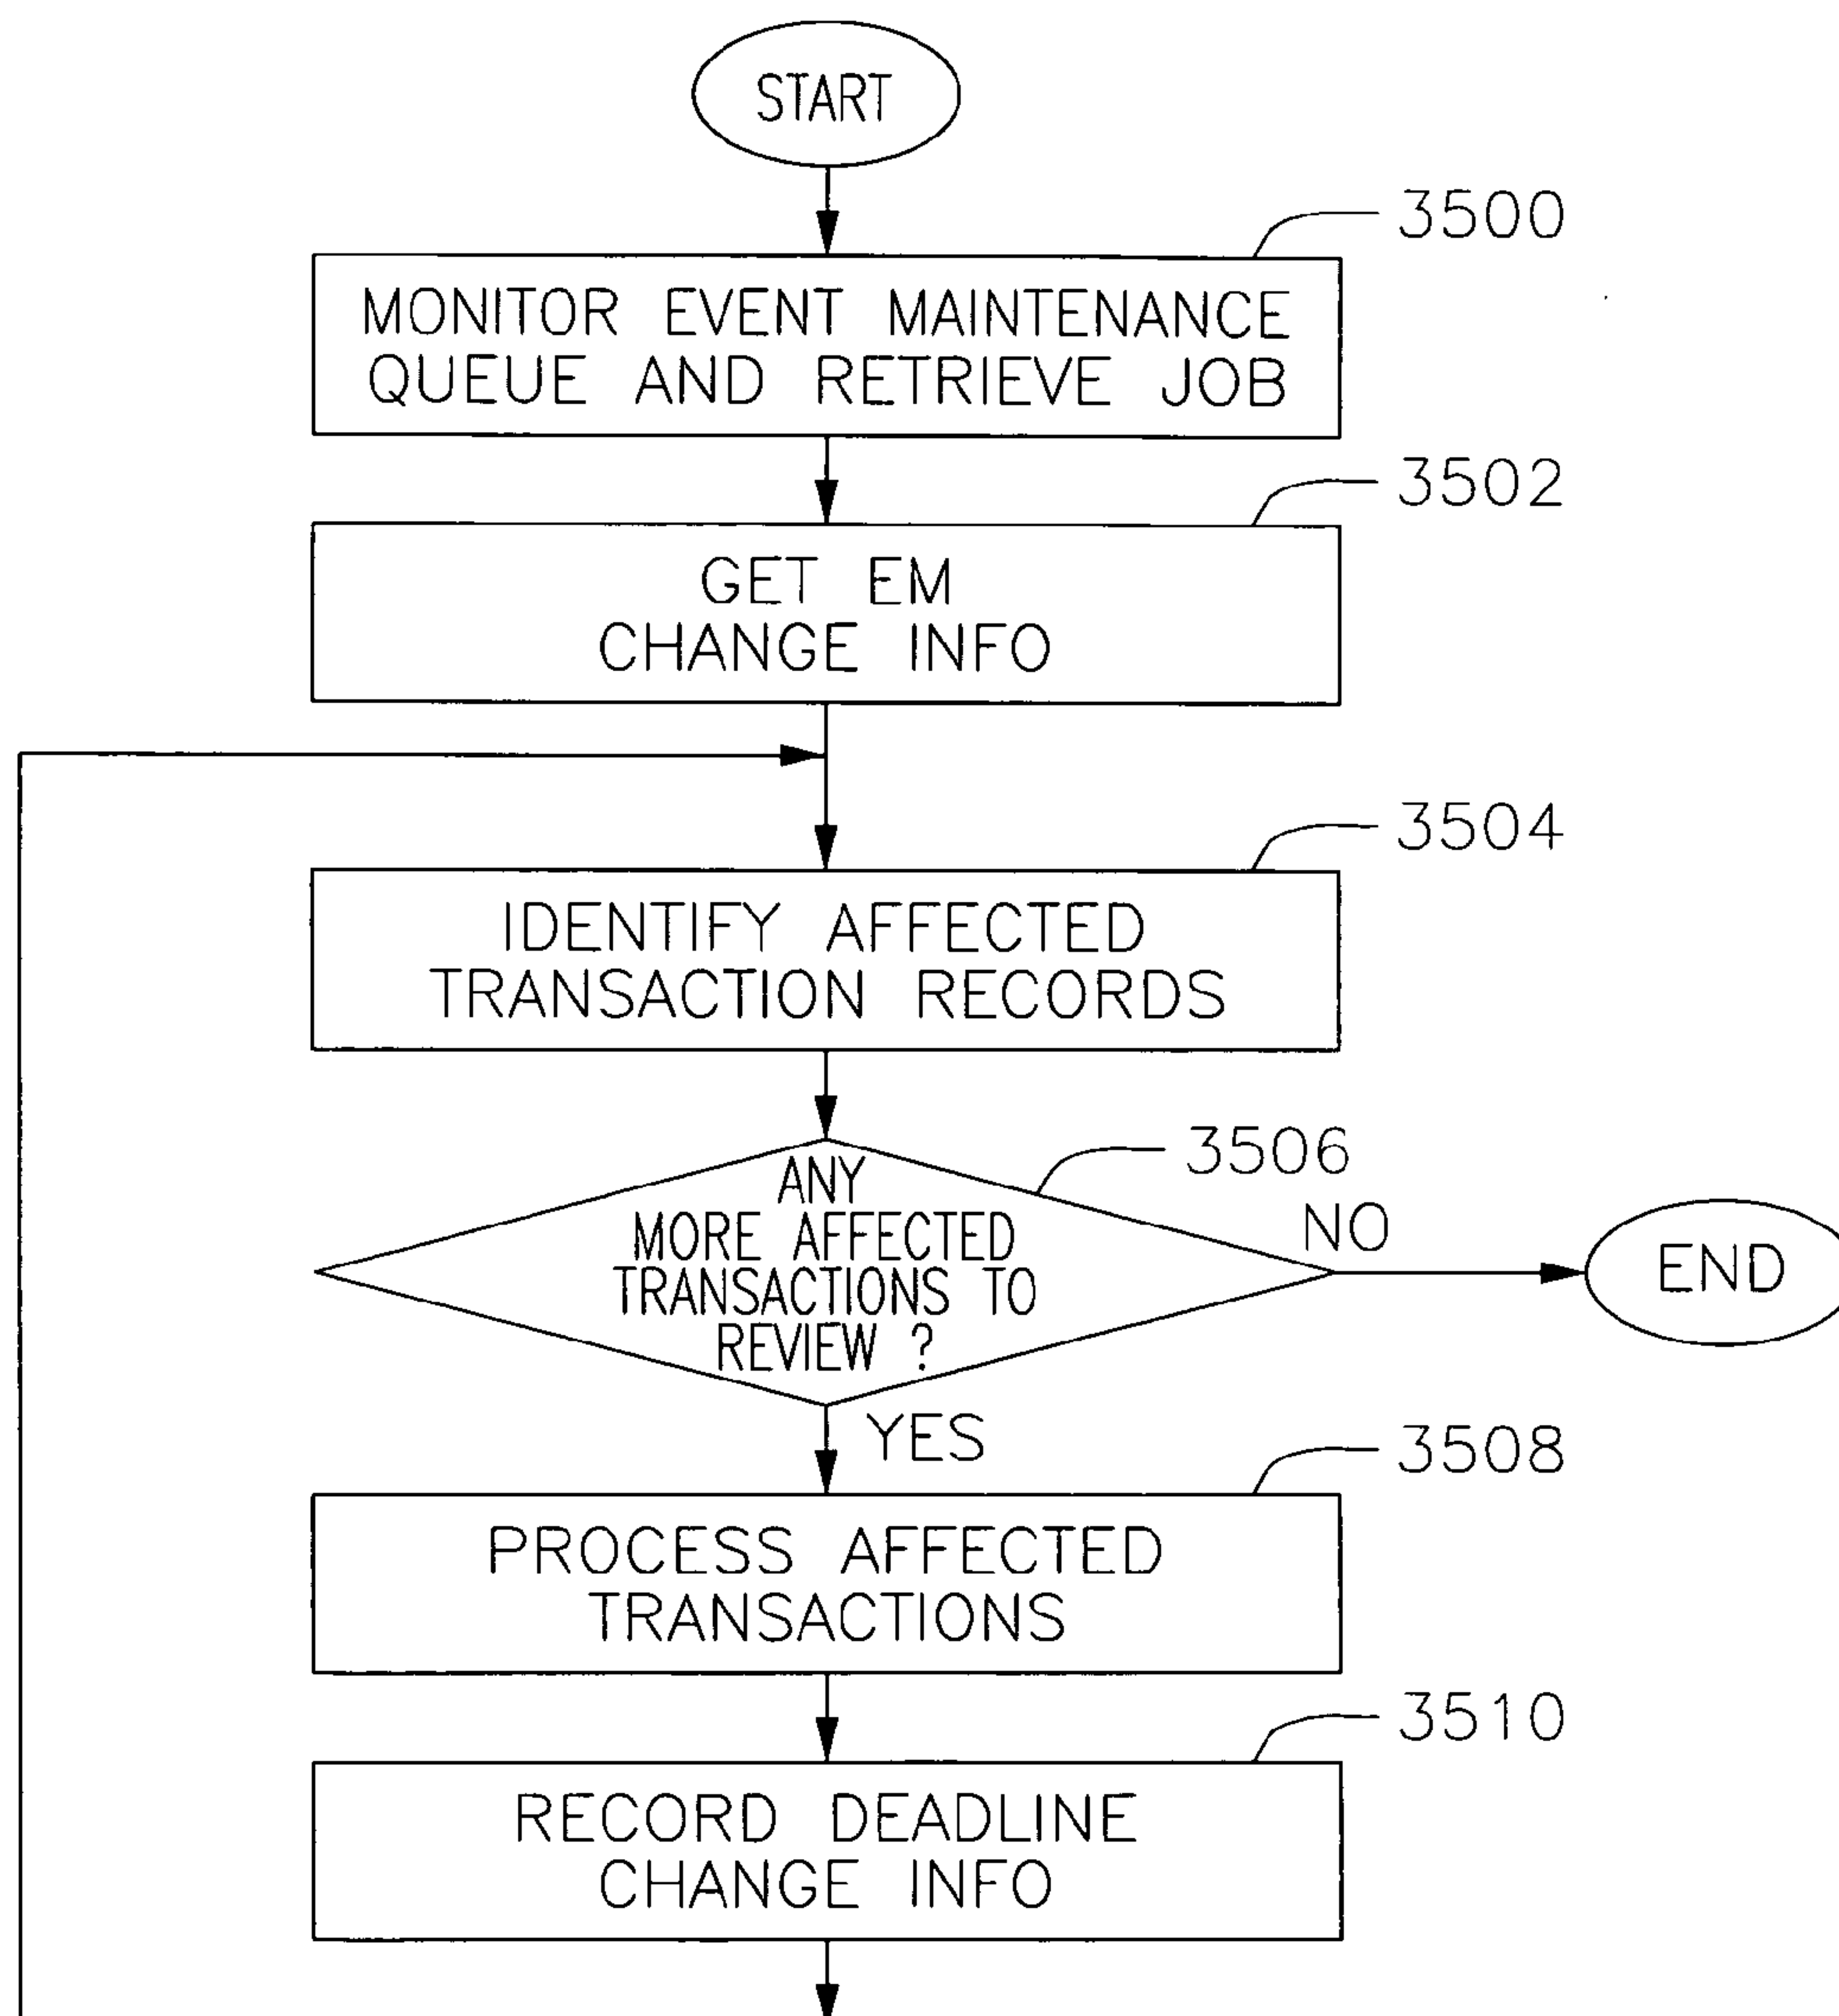 START
3500
MONITOR EVENT MAINTENANCE
QUEUE AND RETRIEVE JOB
3502
GET EM
CHANGE INFO
3504
IDENTIFY AFFECTED
TRANSACTION RECORDS
3506
ANY
MORE AFFECTED
TRANSACTIONS TO
REVIEW ?
NO
END
YES
3508
PROCESS AFFECTED
TRANSACTIONS
3510
RECORD DEADLINE
CHANGE INFO